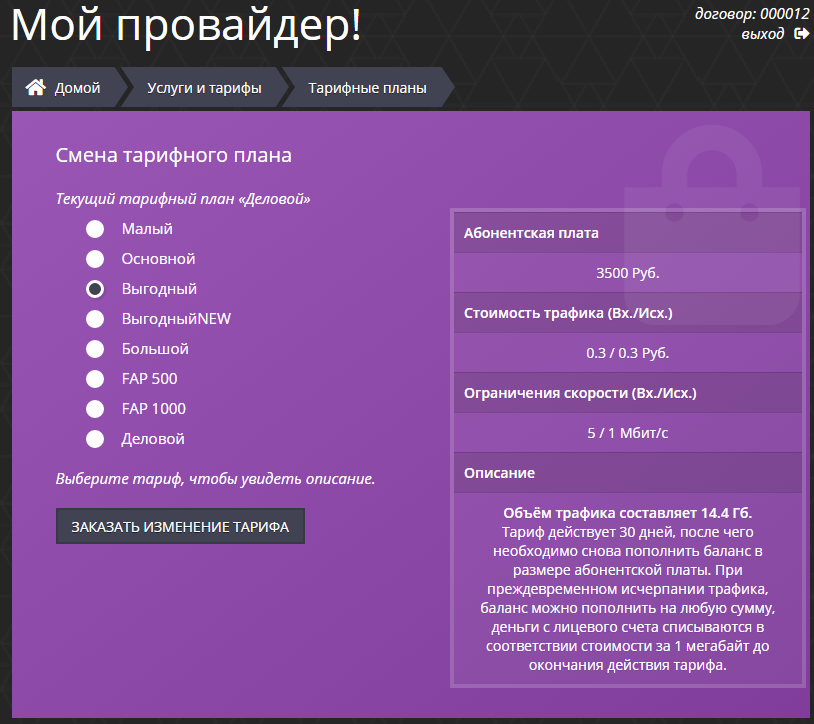 Мой провайдер!
договор: 000012
выход
Домой
Услуги и тарифы
Тарифные планы
Смена тарифного плана
Текущий тарифный план «Деловой»
Малый
Основной
Выгодный
ВыгодныйNEW
Большой
FAP 500
FAP 1000
Деловой
Выберите тариф, чтобы увидеть описание.
ЗАКАЗАТЬ ИЗМЕНЕНИЕ ТАРИФА
Абонентская плата
3500 Руб.
Стоимость трафика (Вх./Исх.)
0.3 / 0.3 Руб.
Ограничения скорости (Вх./Исх.)
5 / 1 Мбит/с
Описание
Объём трафика составляет 14.4 Гб.
Тариф действует 30 дней, после чего
необходимо снова пополнить баланс в
размере абонентской платы. При
преждевременном исчерпании трафика,
баланс можно пополнить на любую сумму,
деньги с лицевого счета списываются в
соответствии стоимости за 1 мегабайт до
окончания действия тарифа.